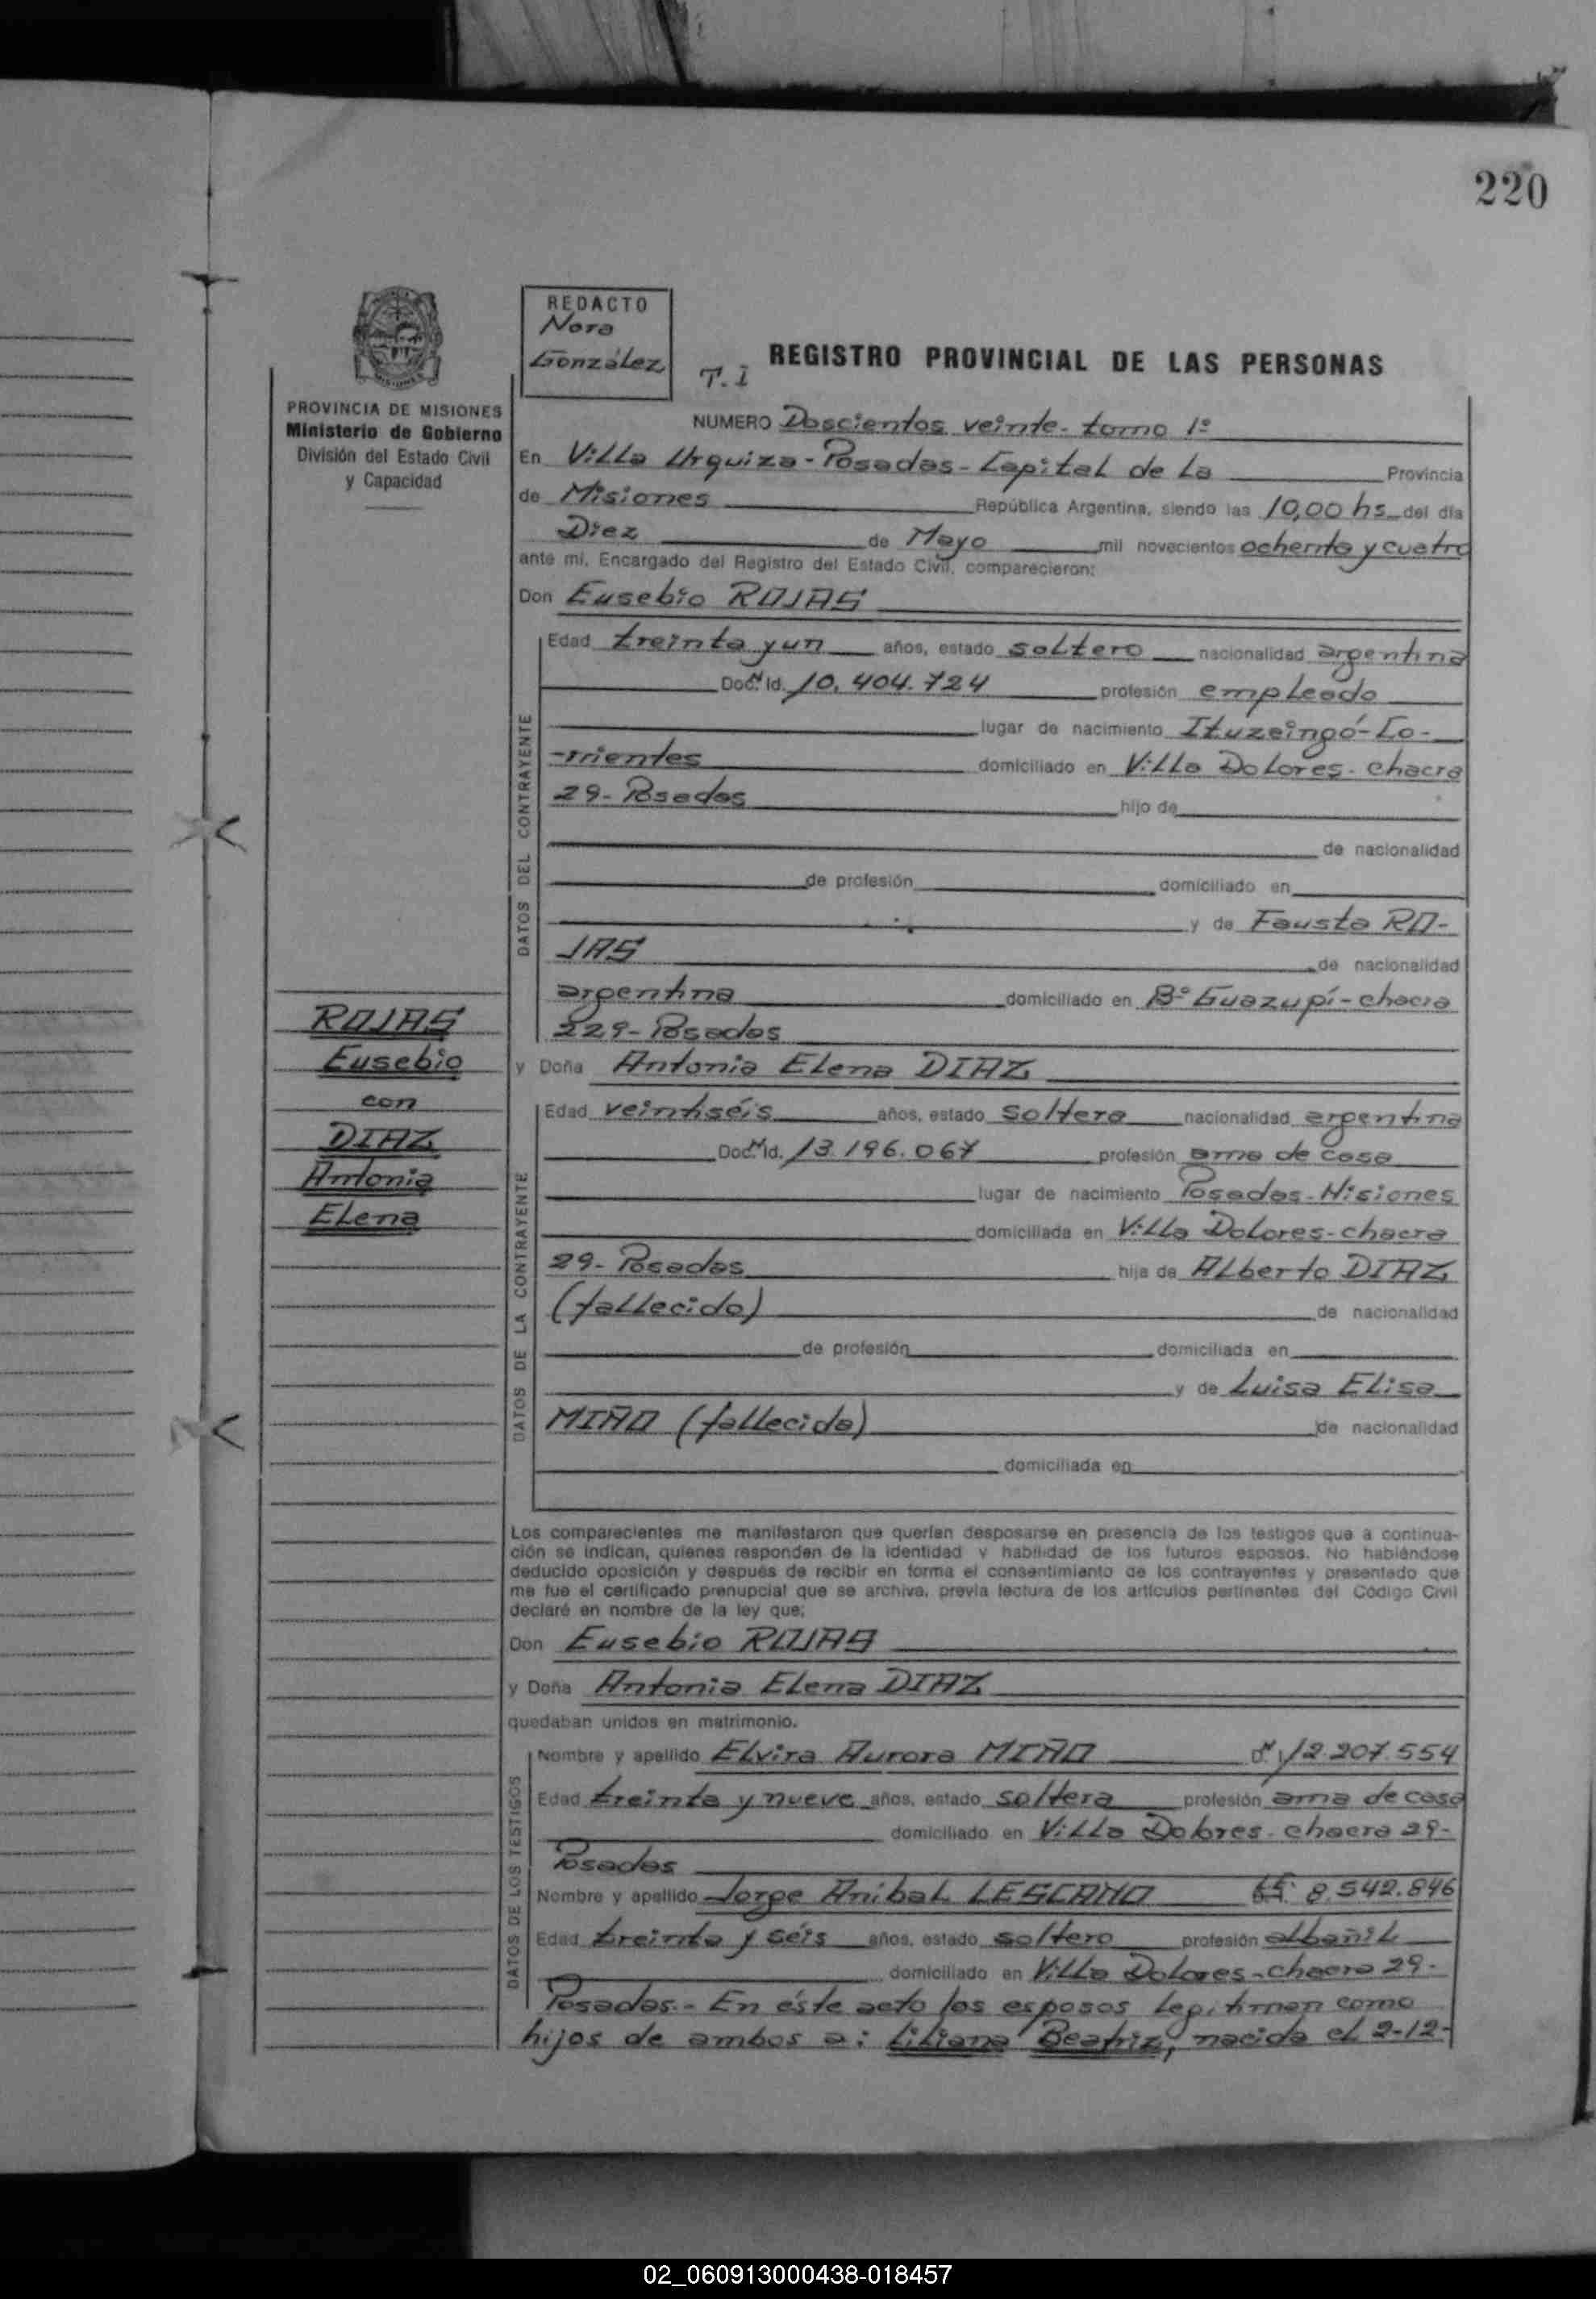 220
REDACTO
Nora
González
T. I
REGISTRO PROVINCIAL DE LAS PERSONAS
PROVINCIA DE MISIONES
Ministerio de Gobierno
División del Estado Civil
y Capacidad
NUMERO Doscientos veinte- tomo 1º
En Villa Urquiza-Posadas-Capital de la Provincia
de Misiones República Argentina, siendo las 10,00 hs del día
Diez de Mayo mil novecientos ochenta y cuatro
ante mi, Encargado del Registro del Estado Civil, comparecieron:
Don Eusebio ROJAS
DATOS DEL CONTRAYENTE
Edad treinta y un años, estado soltero nacionalidad argentina
Doc. Id. 10.404.724 profesión empleado
lugar de nacimiento Ituzeingó-Co-
-rrientes domiciliado en Villa Dolores-chacra
29-Posadas hijo de
de nacionalidad
de profesión domiciliado en
y de Fausta RO-
JAS de nacionalidad
argentina domiciliado en Bº Guazupí-chacra
229-Posadas
y Doña Antonia Elena DIAZ
DATOS DE LA CONTRAYENTE
Edad veintiséis años, estado soltera nacionalidad argentina
Doc. Id. 13.196.067 profesión ama de casa
lugar de nacimiento Posadas-Misiones
domiciliada en Villa Dolores-chacra
29-Posadas hija de Alberto DIAZ
(fallecido) de nacionalidad
de profesión domiciliada en
y de Luisa Elisa
MIÑO (fallecida) de nacionalidad
domiciliada en
ROJAS
Eusebio
con
DIAZ
Antonia
Elena
Los comparecientes me manifestaron que querían desposarse en presencia de los testigos que a continua-
ción se indican, quienes responden de la identidad y habilidad de los futuros esposos. No habiéndose
deducido oposición y después de recibir en forma el consentimiento de los contrayentes y presentado que
me fue el certificado prenupcial que se archiva, previa lectura de los artículos pertinentes del Código Civil
declaré en nombre de la ley que;
Don Eusebio ROJAS
y Doña Antonia Elena DIAZ
quedaban unidos en matrimonio.
DATOS DE LOS TESTIGOS
Nombre y apellido Elvira Aurora MIÑO 12.207.554
Edad treinta y nueve años, estado soltera profesión ama de casa
domiciliado en Villa Dolores-chacra 29-
Posadas
Nombre y apellido Jorge Anibal LESCANO 8.542.846
Edad treinta y séis años, estado soltero profesión albañil
domiciliado en Villa Dolores-chacra 29-
Posadas.- En éste acto los esposos legitiman como
hijos de ambos a: Liliana Beatriz, nacida el 2-12-
02_060913000438-018457